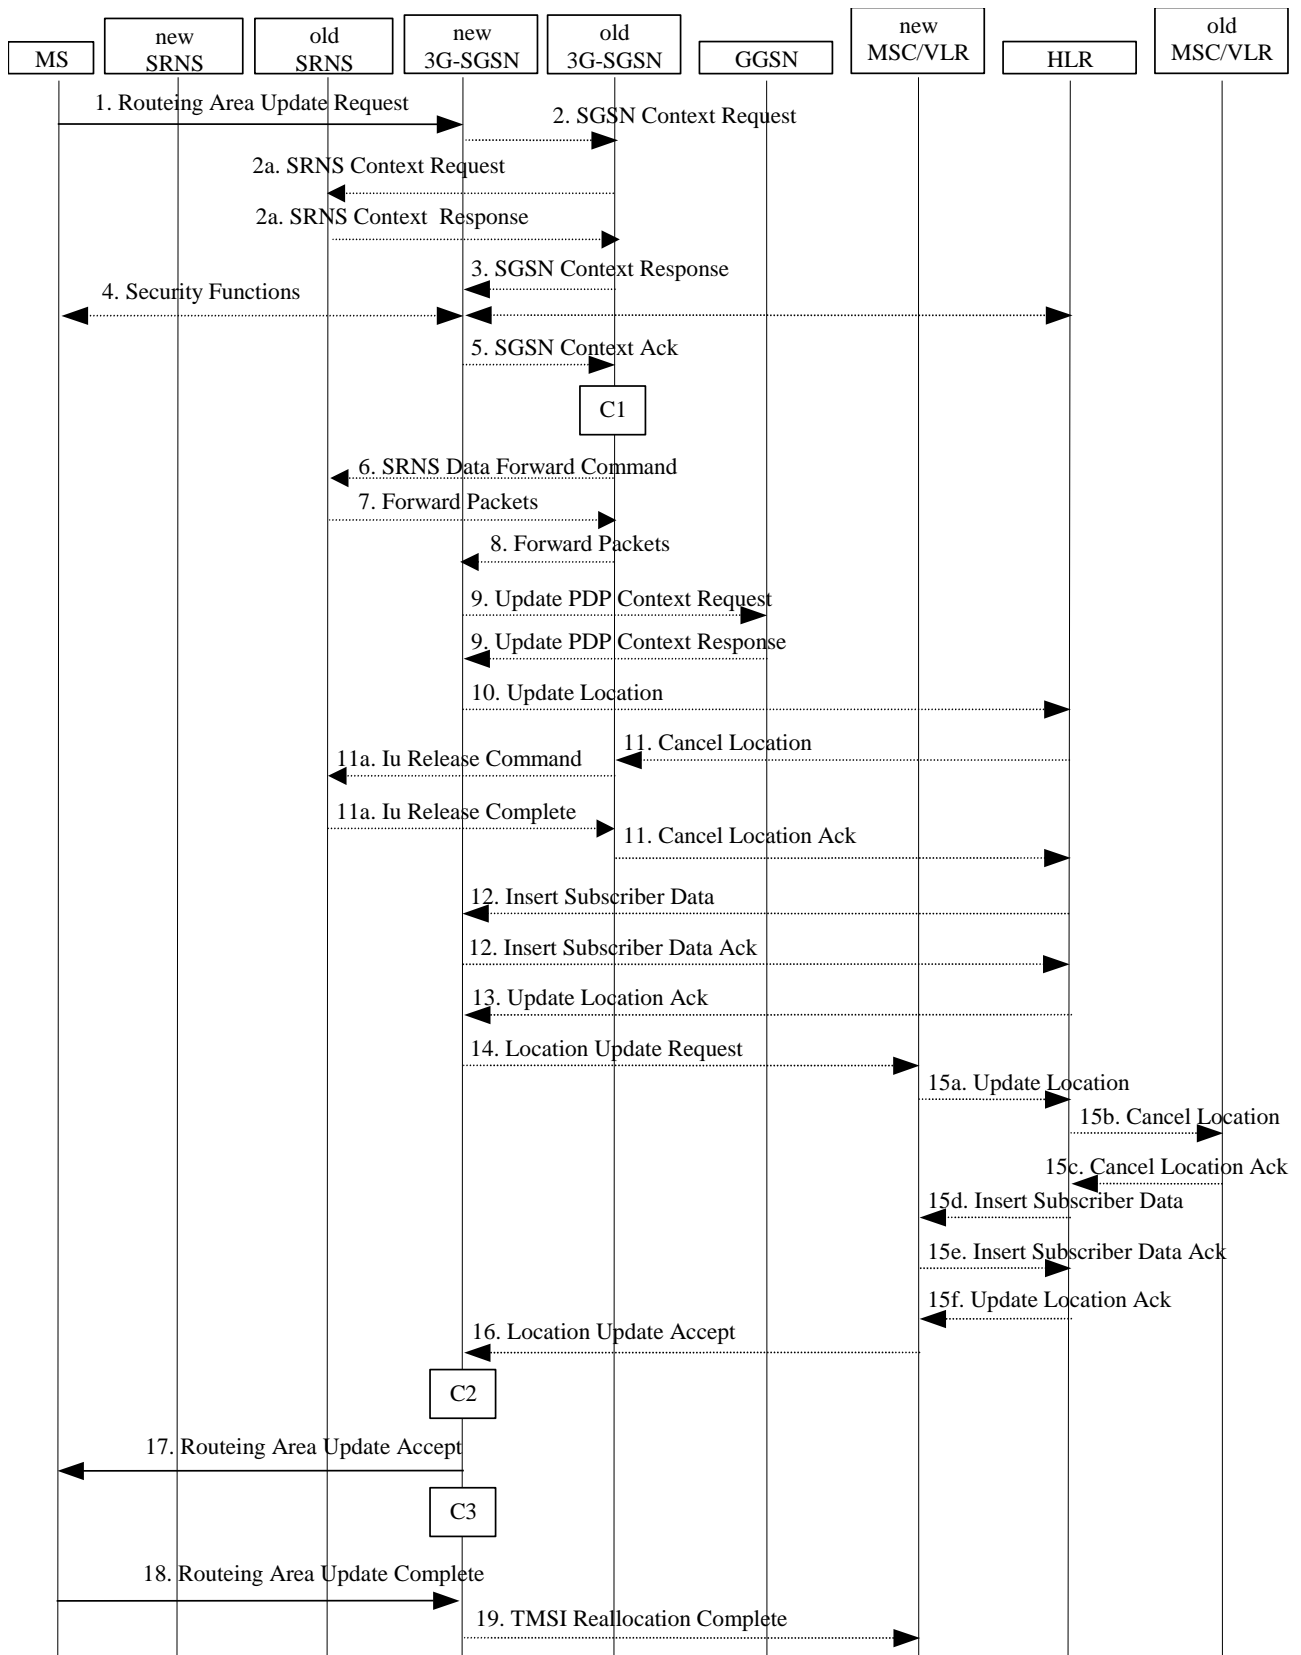 MS
new
SRNS
old
SRNS
new
3G-SGSN
old
3G-SGSN
GGSN
new
MSC/VLR
HLR
old
MSC/VLR
1. Routeing Area Update Request
2. SGSN Context Request
2a. SRNS Context Request
2a. SRNS Context Response
3. SGSN Context Response
4. Security Functions
5. SGSN Context Ack
C1
6. SRNS Data Forward Command
7. Forward Packets
8. Forward Packets
9. Update PDP Context Request
9. Update PDP Context Response
10. Update Location
11. Cancel Location
11a. Iu Release Command
11a. Iu Release Complete
11. Cancel Location Ack
12. Insert Subscriber Data
12. Insert Subscriber Data Ack
13. Update Location Ack
14. Location Update Request
15a. Update Location
15b. Cancel Location
15c. Cancel Location Ack
15d. Insert Subscriber Data
15e. Insert Subscriber Data Ack
15f. Update Location Ack
16. Location Update Accept
C2
17. Routeing Area Update Accept
C3
18. Routeing Area Update Complete
19. TMSI Reallocation Complete